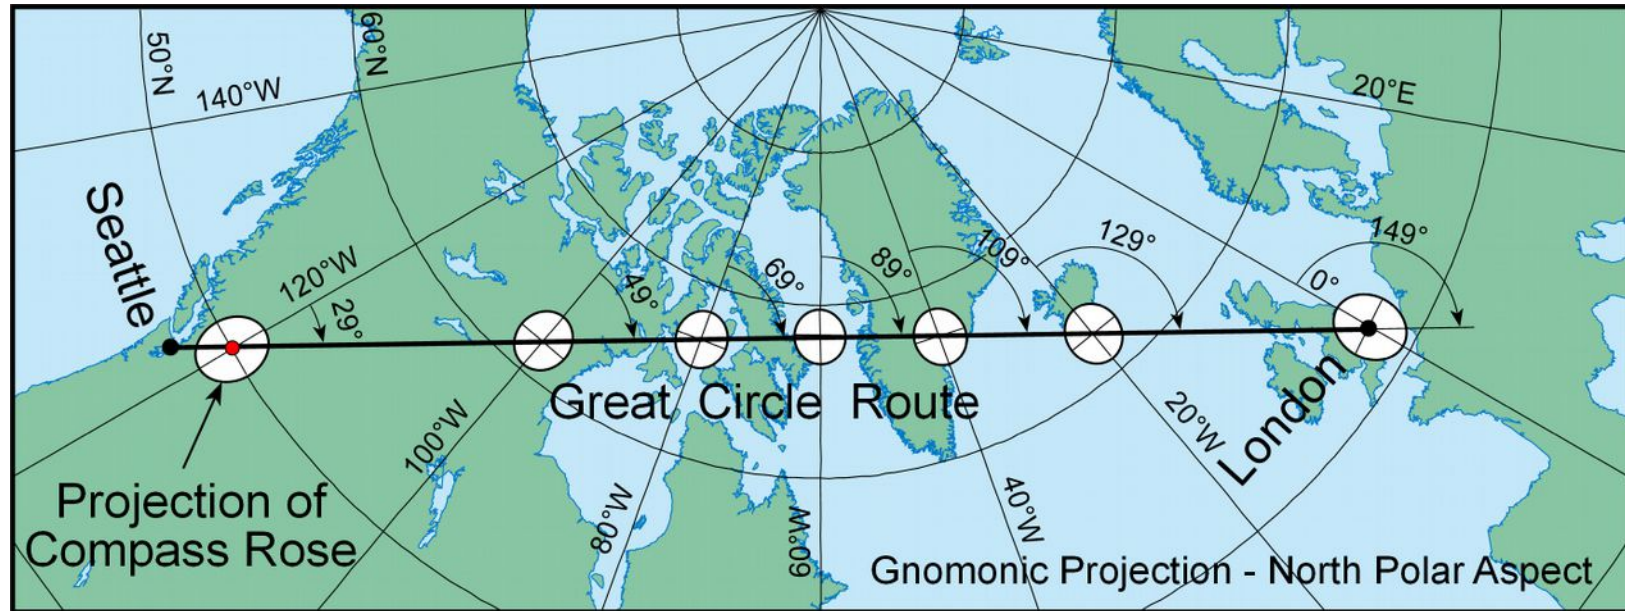 50°N
60°N
140°W
20°E
Seattle
120°W
29°
49°
69°
89°
109°
129°
149°
0°
Great Circle Route
100°W
80°W
60°W
40°W
20°W
London
Projection of
Compass Rose
Gnomonic Projection - North Polar Aspect